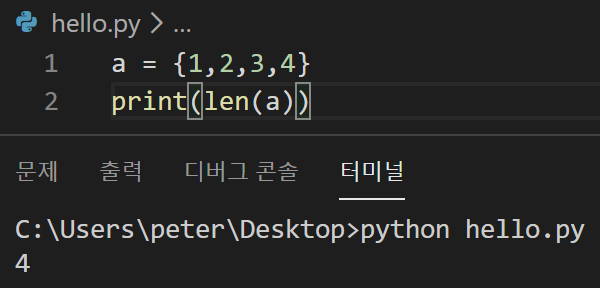 hello.py > ...
1 a = {1,2,3,4}
2 print(len(a))
문제 출력 디버그 콘솔 터미널
C:\Users\peter\Desktop>python hello.py
4